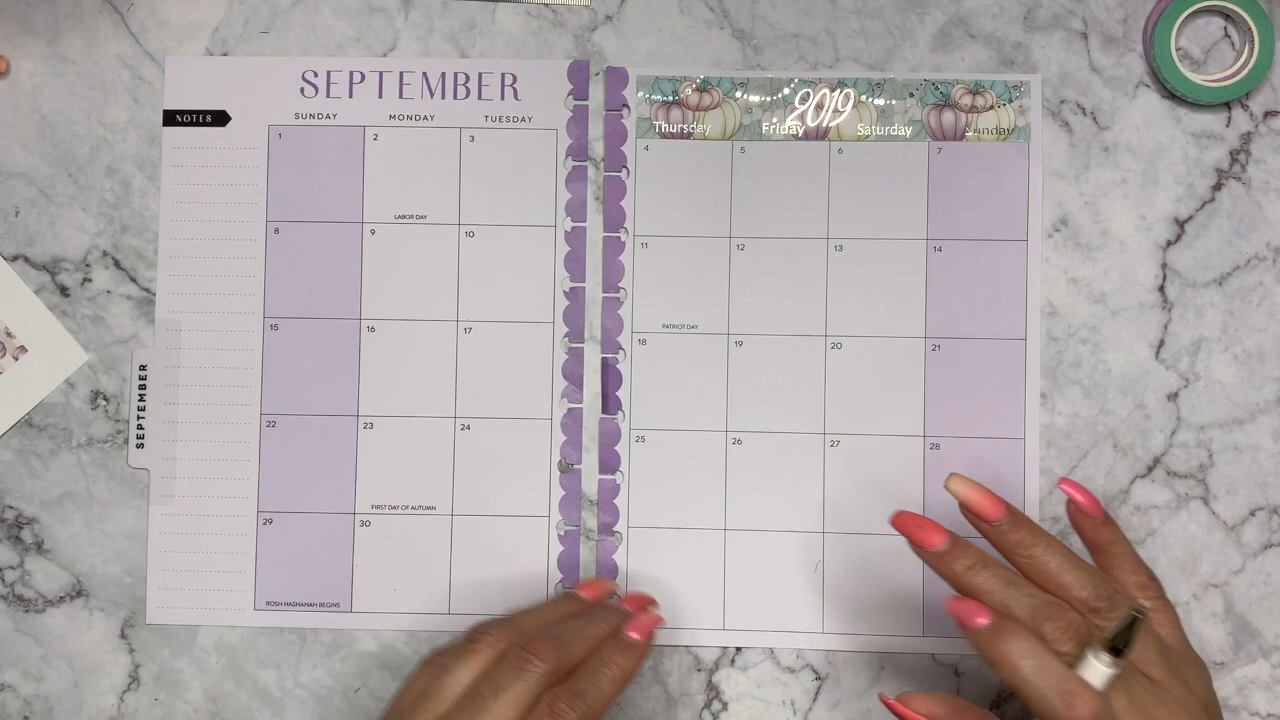 SEPTEMBER
NOTES
SUNDAY MONDAY TUESDAY
2019
Thursday Friday Saturday Sunday
1 2 3 4 5 6 7
LABOR DAY
8 9 10 11 12 13 14
PATRIOT DAY
15 16 17 18 19 20 21
SEPTEMBER
22 23 24 25 26 27 28
FIRST DAY OF AUTUMN
29 30
ROSH HASHANAH BEGINS